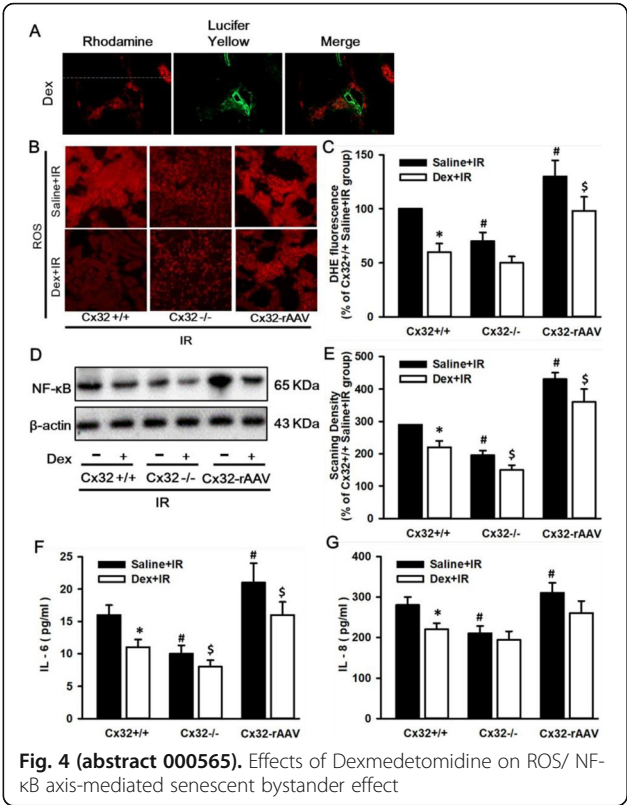 A
Rhodamine
Lucifer
Yellow
Merge
Dex
B
ROS
Saline+IR
Dex+IR
Cx32 +/+
Cx32 -/-
Cx32-rAAV
IR
C
DHE fluorescence
(% of Cx32+/+ Saline+IR group)
150
100
50
0
#
Saline+IR
Dex+IR
*
#
$
Cx32+/+
Cx32-/-
Cx32-rAAV
D
NF-κB
65 KDa
β-actin
43 KDa
Dex
− + − + − +
Cx32 +/+
Cx32 -/-
Cx32-rAAV
IR
E
Scaning Density
(% of Cx32+/+ Saline+IR group)
500
400
300
200
100
0
Saline+IR
Dex+IR
*
#
$
#
$
Cx32+/+
Cx32-/-
Cx32-rAAV
F
IL - 6 ( pg/ml )
25
20
15
10
5
0
Saline+IR
Dex+IR
*
#
$
#
$
Cx32+/+
Cx32-/-
Cx32-rAAV
G
IL - 8 ( pg/ml )
400
300
200
100
0
Saline+IR
Dex+IR
*
#
#
Cx32+/+
Cx32-/-
Cx32-rAAV
Fig. 4 (abstract 000565). Effects of Dexmedetomidine on ROS/ NF-
κB axis-mediated senescent bystander effect